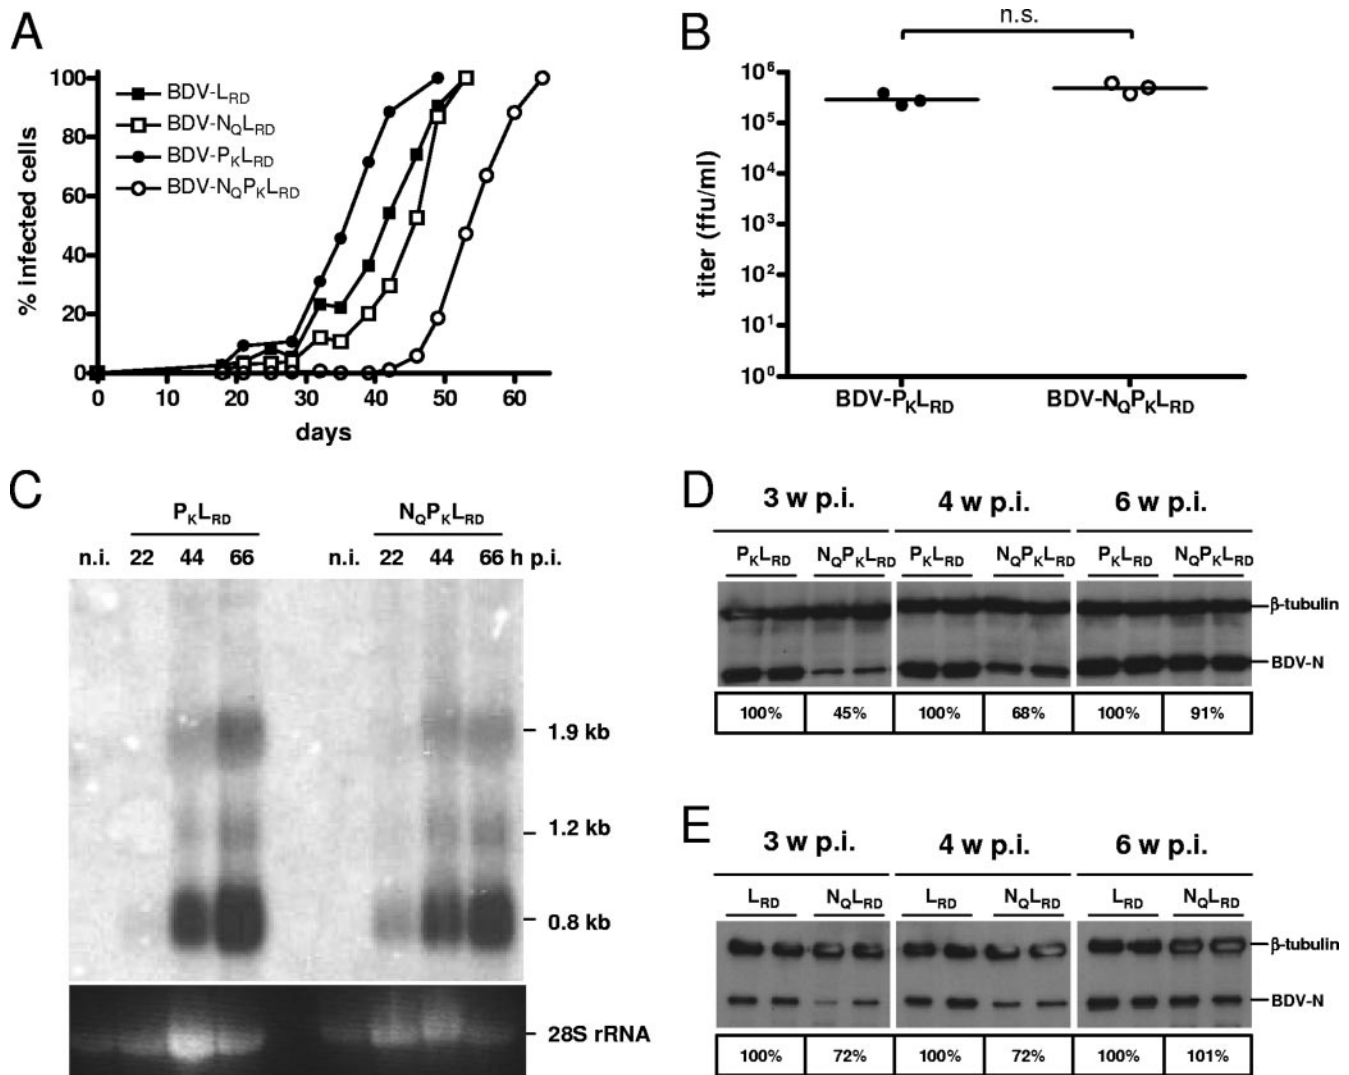 A
100
80
60
40
20
0
% infected cells
BDV-LRD
BDV-NQLRD
BDV-PKLRD
BDV-NQPKLRD
0 10 20 30 40 50 60
days
B
n.s.
titer (ffu/ml)
10⁶
10⁵
10⁴
10³
10²
10¹
10⁰
BDV-PKLRD BDV-NQPKLRD
C
PKLRD NQPKLRD
n.i. 22 44 66 n.i. 22 44 66 h p.i.
1.9 kb
1.2 kb
0.8 kb
28S rRNA
D
3 w p.i. 4 w p.i. 6 w p.i.
PKLRD NQPKLRD PKLRD NQPKLRD PKLRD NQPKLRD
β-tubulin
BDV-N
100% 45% 100% 68% 100% 91%
E
3 w p.i. 4 w p.i. 6 w p.i.
LRD NQLRD LRD NQLRD LRD NQLRD
β-tubulin
BDV-N
100% 72% 100% 72% 100% 101%